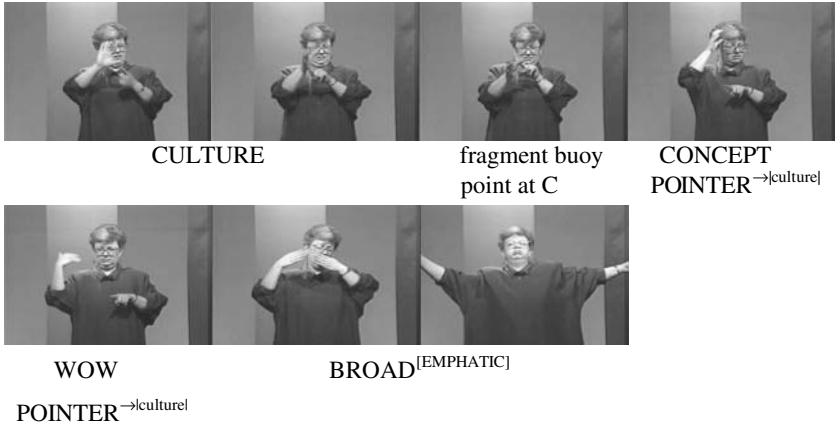 CULTURE fragment buoy CONCEPT
point at C POINTER→|culture|
WOW BROAD[EMPHATIC]
POINTER→|culture|